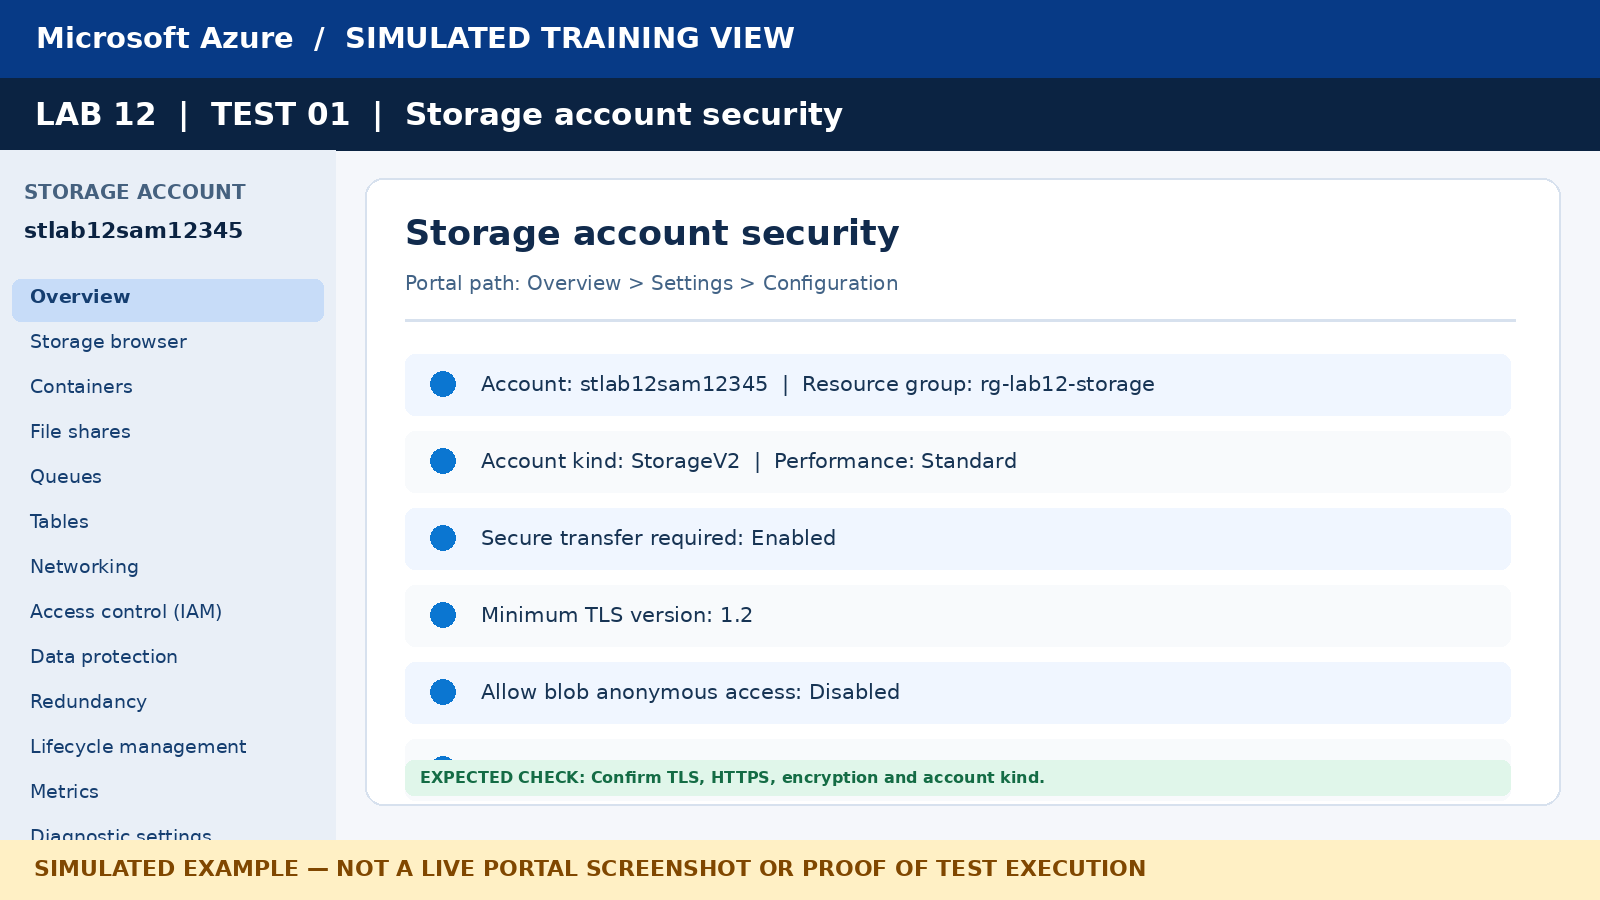 Microsoft Azure / SIMULATED TRAINING VIEW
LAB 12 | TEST 01 | Storage account security
STORAGE ACCOUNT
stlab12sam12345
Overview
Storage browser
Containers
File shares
Queues
Tables
Networking
Access control (IAM)
Data protection
Redundancy
Lifecycle management
Metrics
Diagnostic settings
Storage account security
Portal path: Overview > Settings > Configuration
Account: stlab12sam12345 | Resource group: rg-lab12-storage
Account kind: StorageV2 | Performance: Standard
Secure transfer required: Enabled
Minimum TLS version: 1.2
Allow blob anonymous access: Disabled
EXPECTED CHECK: Confirm TLS, HTTPS, encryption and account kind.
SIMULATED EXAMPLE — NOT A LIVE PORTAL SCREENSHOT OR PROOF OF TEST EXECUTION